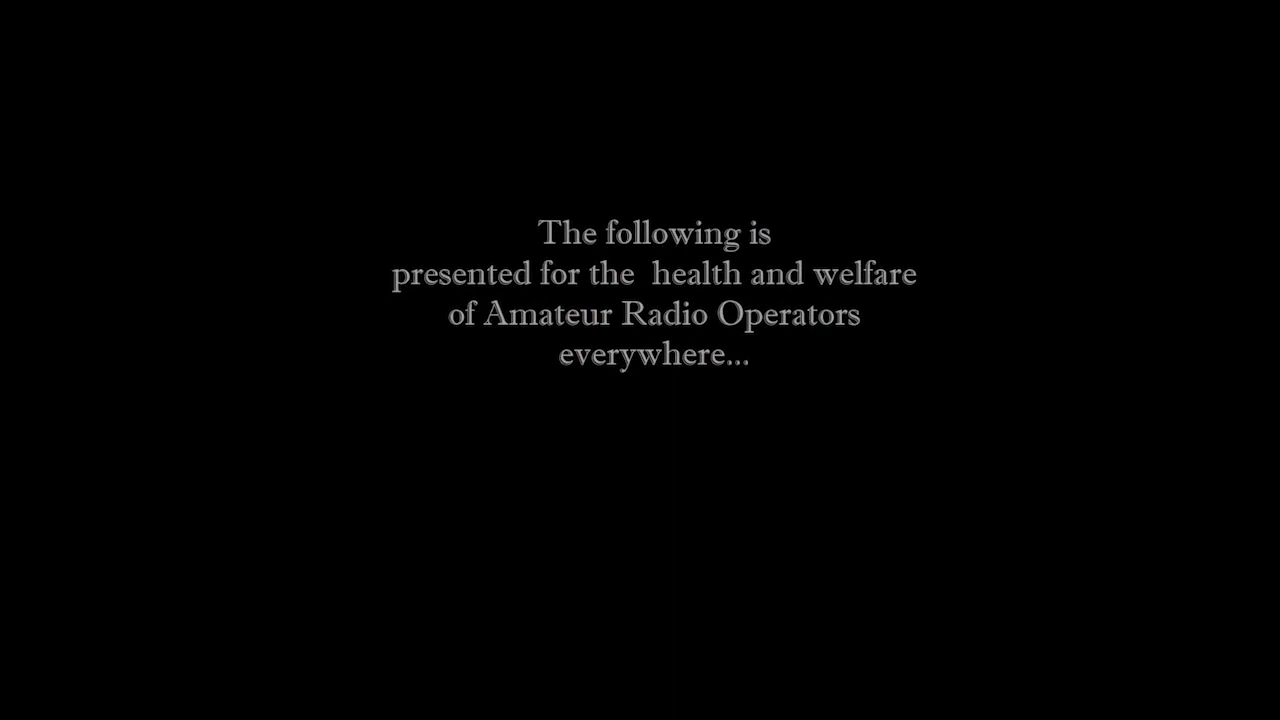 The following is
presented for the  health and welfare
of Amateur Radio Operators
everywhere...